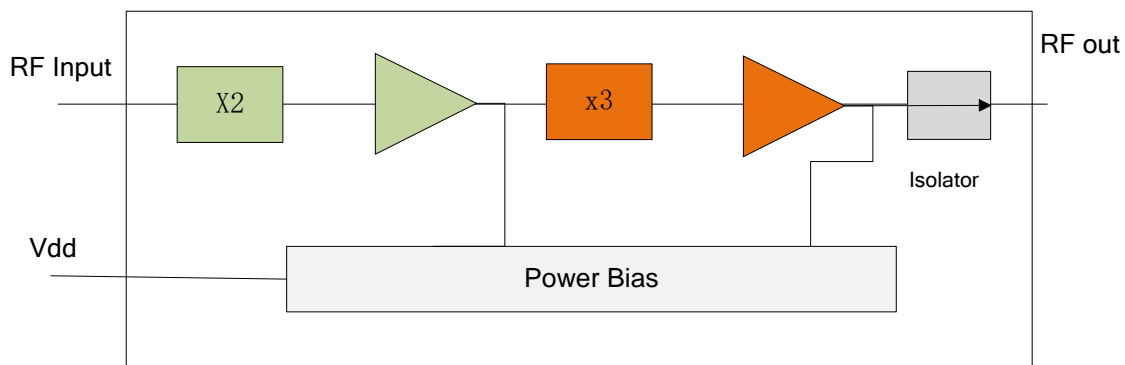 RF Input
RF out
X2
x3
Isolator
Vdd
Power Bias